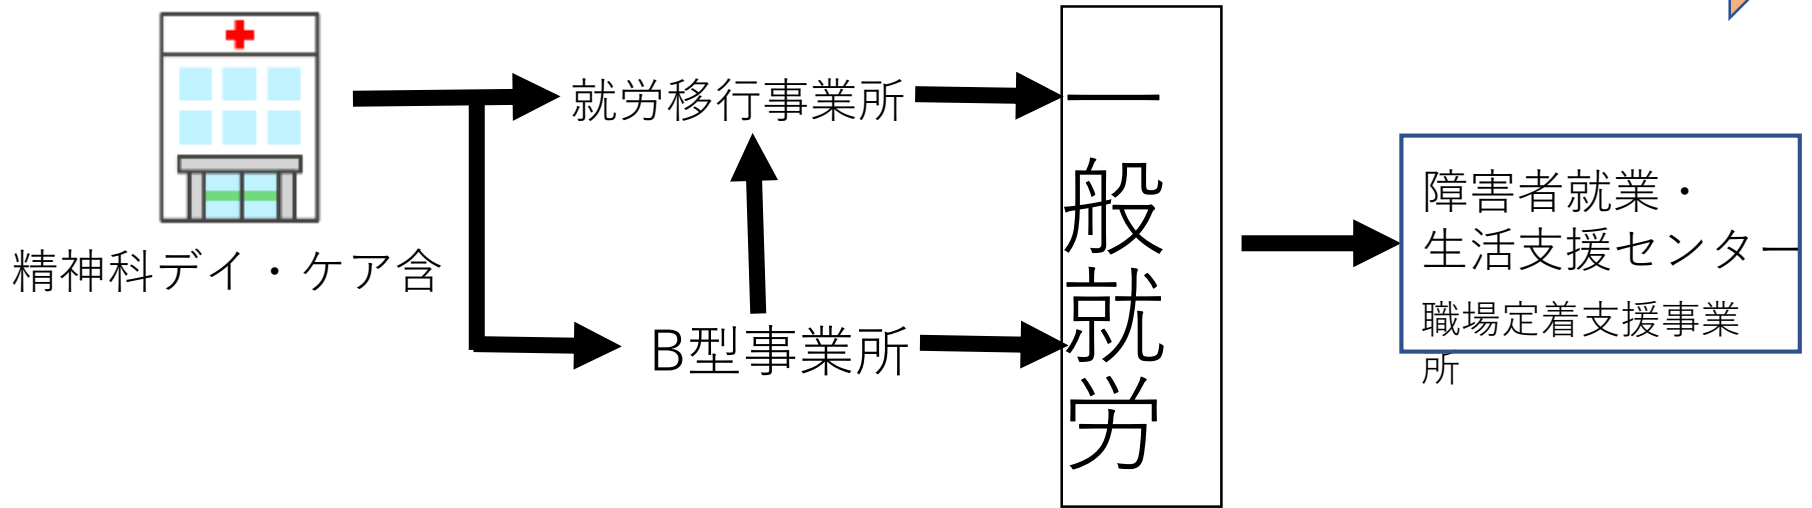 就労移行事業所
精神科デイ・ケア含
B型事業所
一般就労
障害者就業・
生活支援センター
職場定着支援事業
所